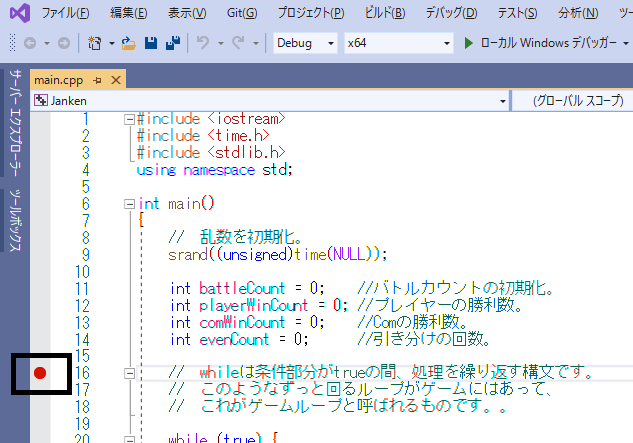 ファイル(F) 編集(E) 表示(V) Git(G) プロジェクト(P) ビルド(B) デバッグ(D) テスト(S) 分析(N) ツー
Debug x64 ローカル Windows デバッガー
サーバー エクスプローラー
ツールボックス
main.cpp
Janken (グローバル スコープ)
1 #include <iostream>
2 #include <time.h>
3 #include <stdlib.h>
4 using namespace std;
5
6 int main()
7 {
8 // 乱数を初期化。
9 srand((unsigned)time(NULL));
10
11 int battleCount = 0; //バトルカウントの初期化。
12 int playerWinCount = 0; //プレイヤーの勝利数。
13 int comWinCount = 0; //Comの勝利数。
14 int evenCount = 0; //引き分けの回数。
15
16 // whileは条件部分がtrueの間、処理を繰り返す構文です。
17 // このようなずっと回るループがゲームにはあって、
18 // これがゲームループと呼ばれるものです。。
19
20 while (true) {